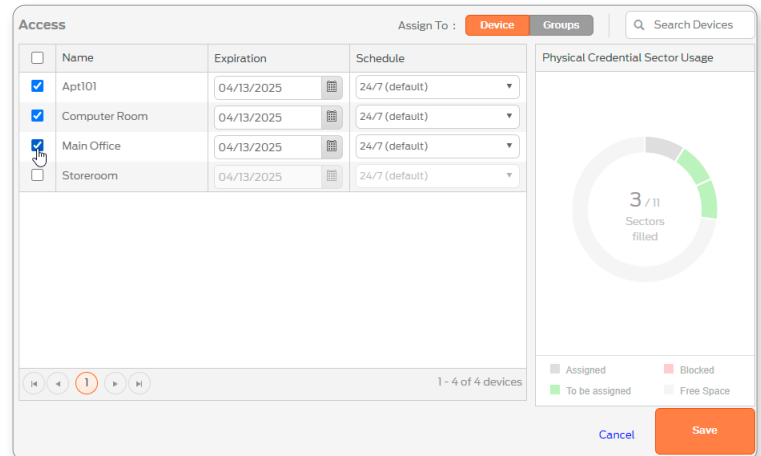 Access Assign To : Device Groups Search Devices
Name Expiration Schedule Physical Credential Sector Usage
Apt101 04/13/2025 24/7 (default)
Computer Room 04/13/2025 24/7 (default)
Main Office 04/13/2025 24/7 (default)
Storeroom 04/13/2025 24/7 (default)
3 / 11
Sectors
filled
1 1 - 4 of 4 devices
Assigned Blocked
To be assigned Free Space
Cancel Save